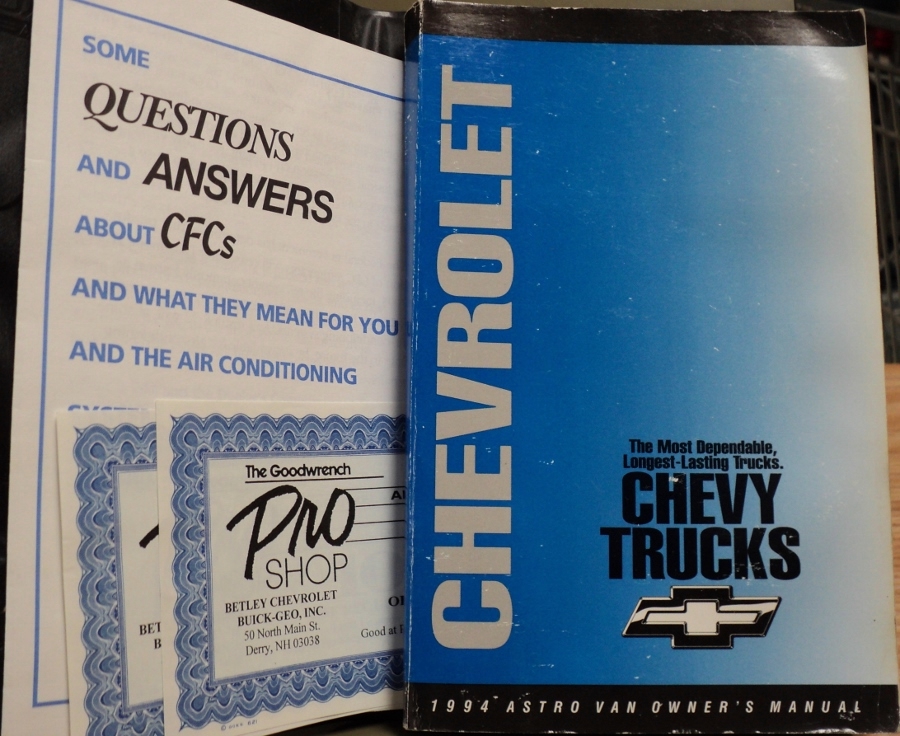 SOME
QUESTIONS
AND ANSWERS
ABOUT CFCs
AND WHAT THEY MEAN FOR YOU
AND THE AIR CONDITIONING
The Goodwrench
Pro
SHOP
BETLEY CHEVROLET
BUICK-GEO, INC.
50 North Main St.
Derry, NH 03038
Good at
CHEVROLET
The Most Dependable,
Longest-Lasting Trucks.
CHEVY
TRUCKS
1994 ASTRO VAN OWNER'S MANUAL